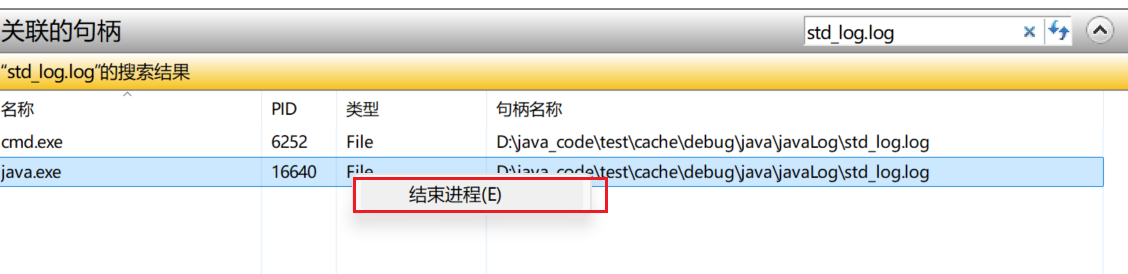 关联的句柄 std_log.log
“std_log.log”的搜索结果
名称 PID 类型 句柄名称
cmd.exe 6252 File D:\java_code\test\cache\debug\java\javaLog\std_log.log
java.exe 16640 File D:\java_code\test\cache\debug\java\javaLog\std_log.log
结束进程(E)